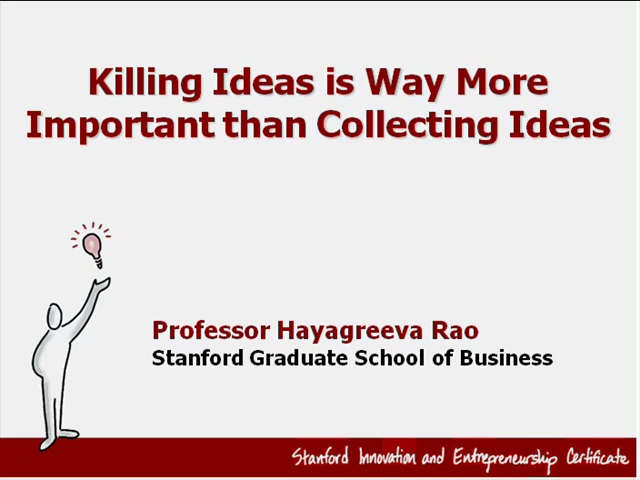 Killing Ideas is Way More
Important than Collecting Ideas
Professor Hayagreeva Rao
Stanford Graduate School of Business
Stanford Innovation and Entrepreneurship Certificate